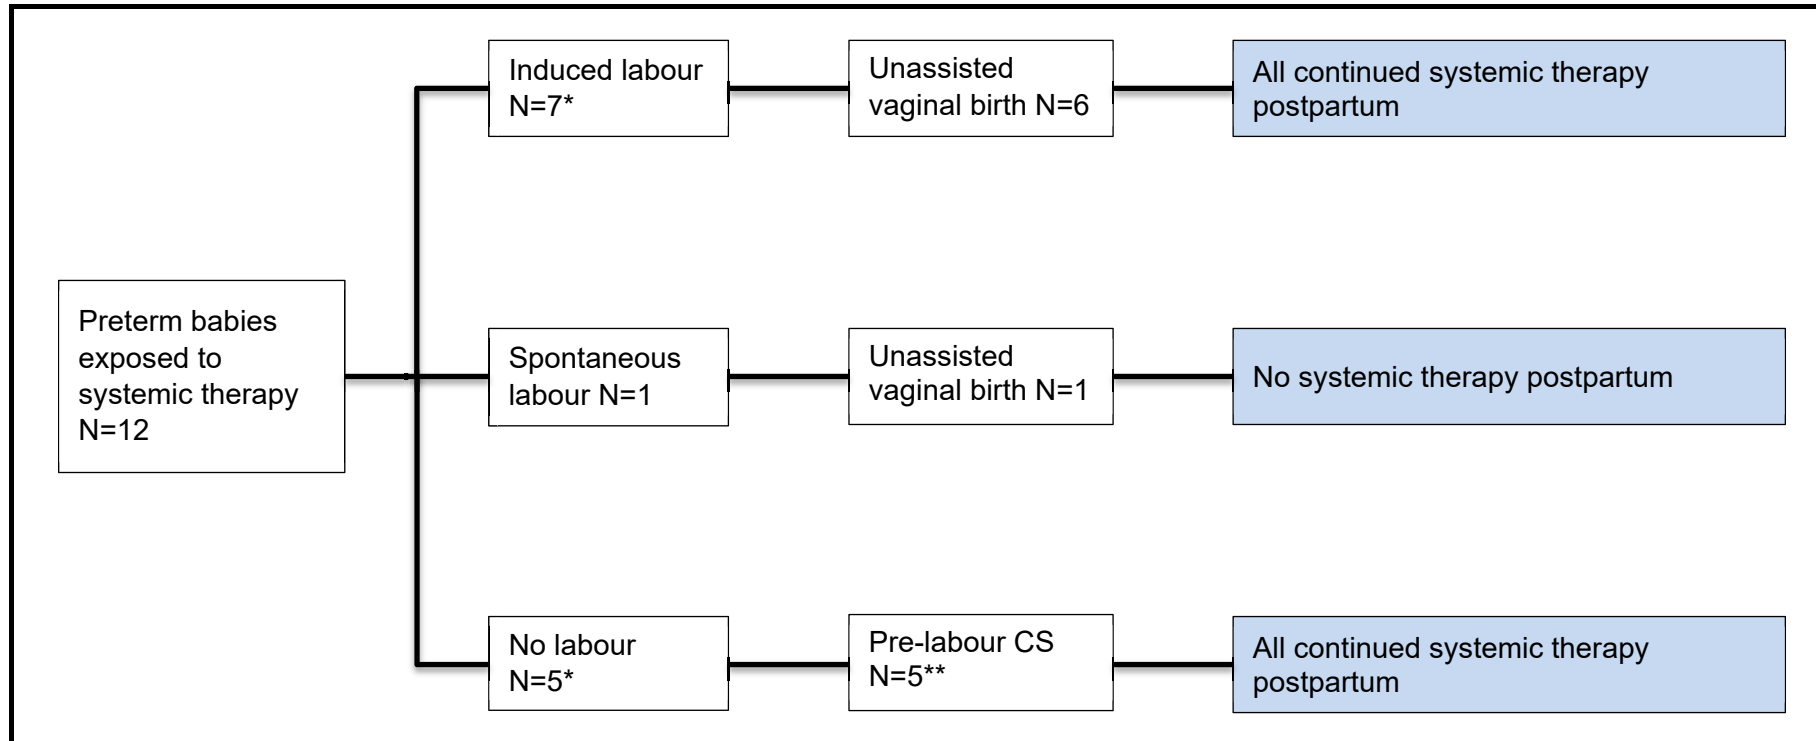 Induced labour
N=7*
Unassisted
vaginal birth N=6
All continued systemic therapy
postpartum
Preterm babies
exposed to
systemic therapy
N=12
Spontaneous
labour N=1
Unassisted
vaginal birth N=1
No systemic therapy postpartum
No labour
N=5*
Pre-labour CS
N=5**
All continued systemic therapy
postpartum